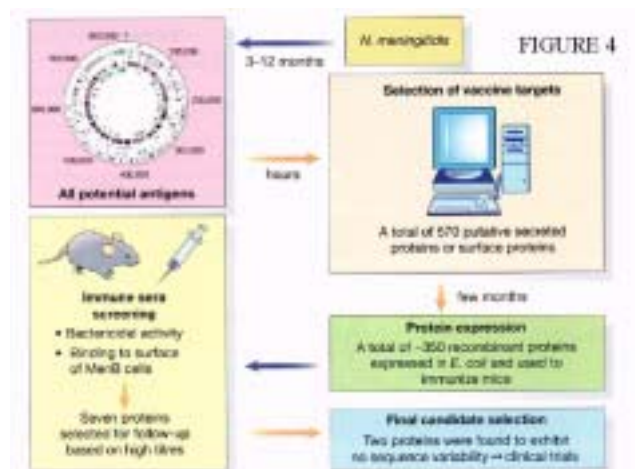 N. meningitidis
FIGURE 4
3–12 months
All potential antigens
hours
Selection of vaccine targets
A total of 570 putative secreted
proteins or surface proteins
few months
Protein expression
A total of ~350 recombinant proteins
expressed in E. coli and used to
immunize mice
Immune sera
screening
• Bactericidal activity
• Binding to surface
of MenB cells
Seven proteins
selected for follow-up
based on high titres
Final candidate selection
Two proteins were found to exhibit
no sequence variability → clinical trials